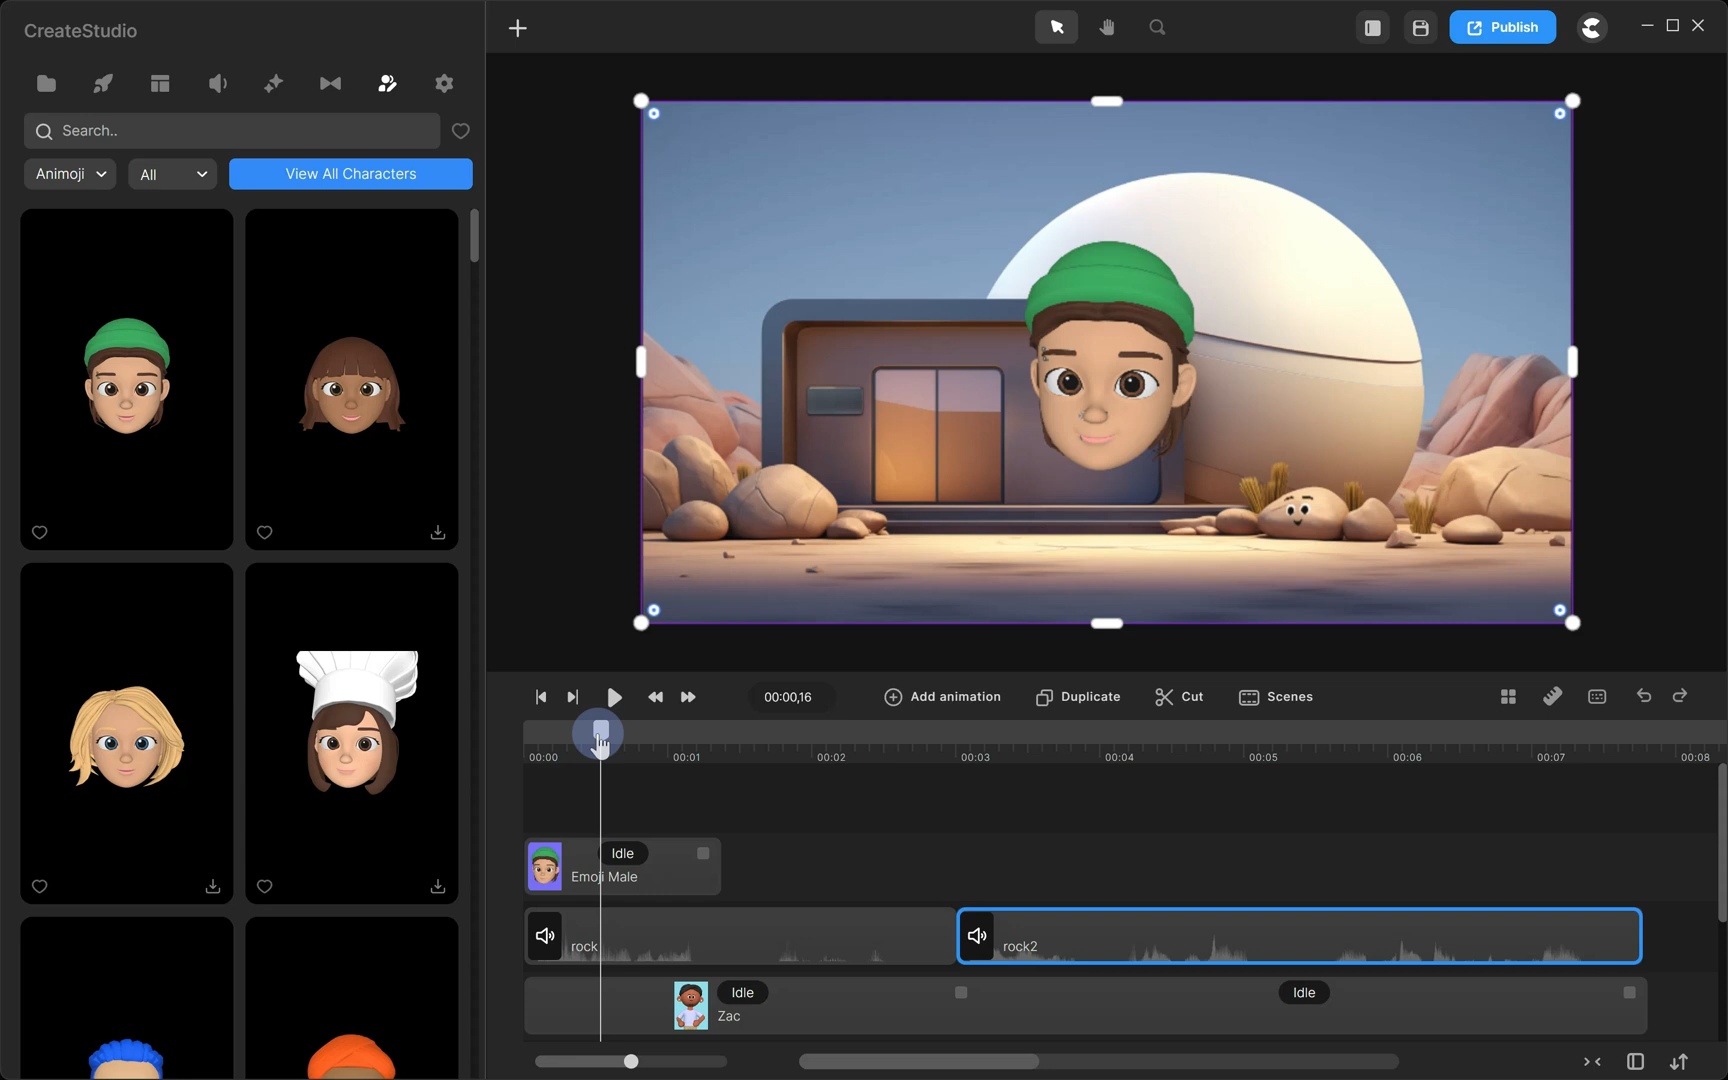 CreateStudio
Publish
Search..
Animoji
All
View All Characters
00:00,16
Add animation
Duplicate
Cut
Scenes
00:00
00:01
00:02
00:03
00:04
00:05
00:06
00:07
00:08
Idle
Emoji Male
rock
rock2
Idle
Idle
Zac